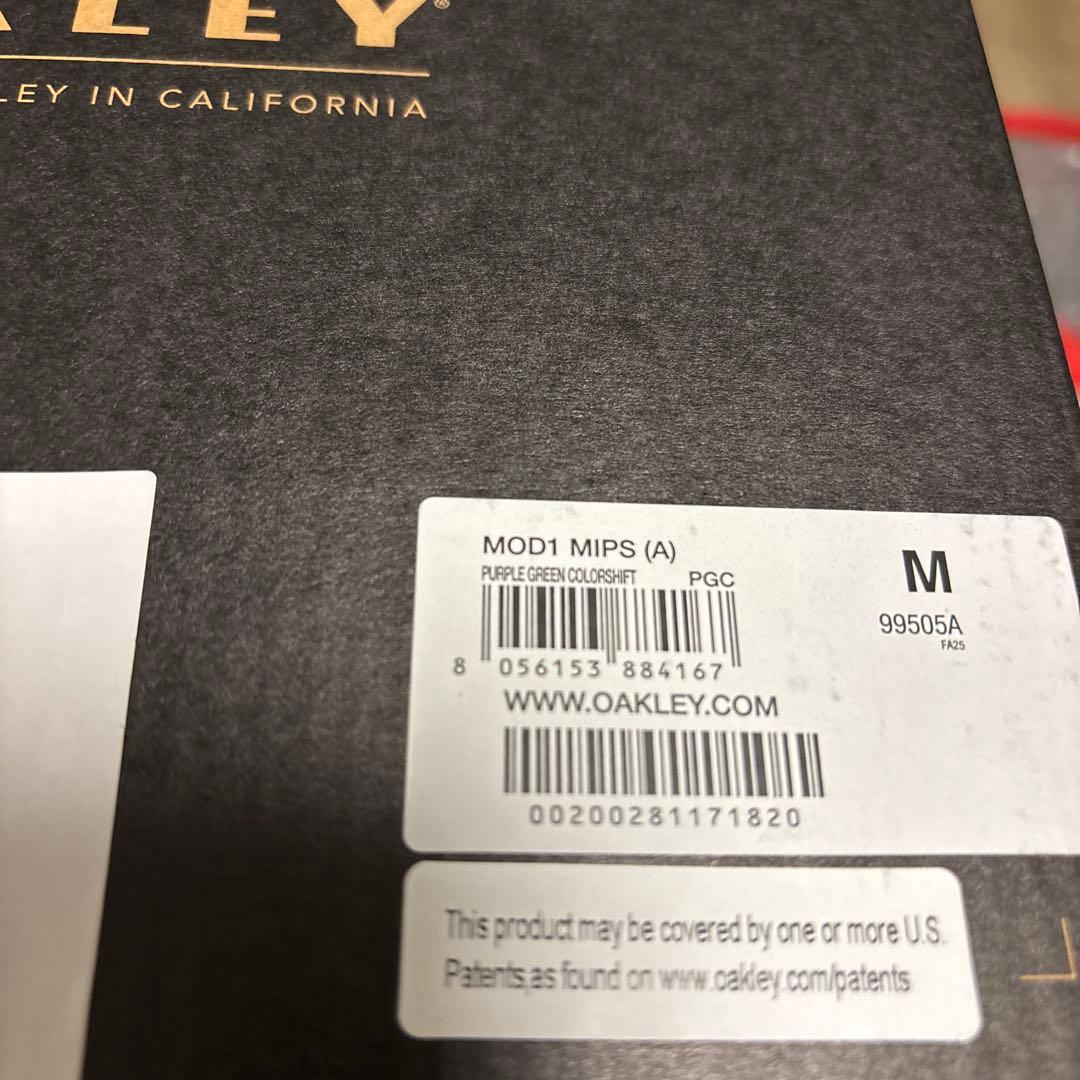 KLEY®
LEY IN CALIFORNIA
MOD1 MIPS (A)
PURPLE GREEN COLORSHIFT PGC
M
99505A
FA25
8 056153 884167
WWW.OAKLEY.COM
00200281171820
This product may be covered by one or more U.S.
Patents,as found on www.oakley.com/patents